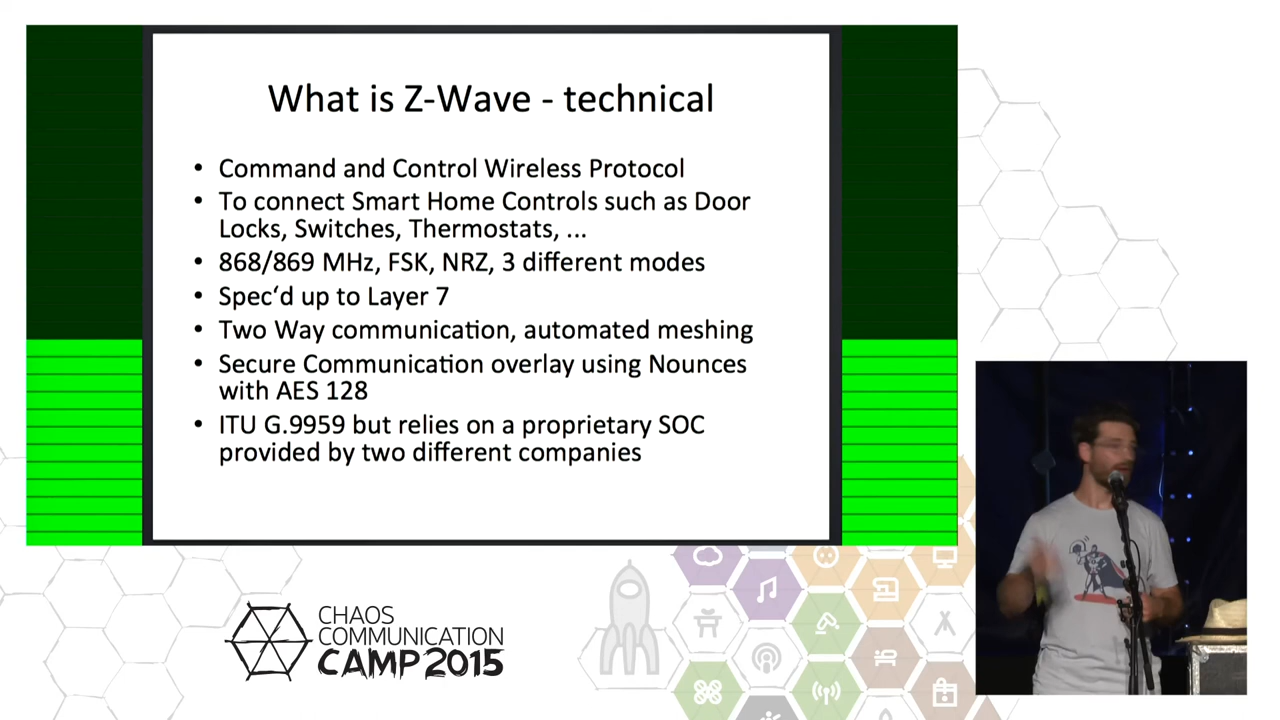 What is Z-Wave - technical
• Command and Control Wireless Protocol
• To connect Smart Home Controls such as Door
Locks, Switches, Thermostats, ...
• 868/869 MHz, FSK, NRZ, 3 different modes
• Spec‘d up to Layer 7
• Two Way communication, automated meshing
• Secure Communication overlay using Nounces
with AES 128
• ITU G.9959 but relies on a proprietary SOC
provided by two different companies
CHAOS
COMMUNICATION
CAMP 2015